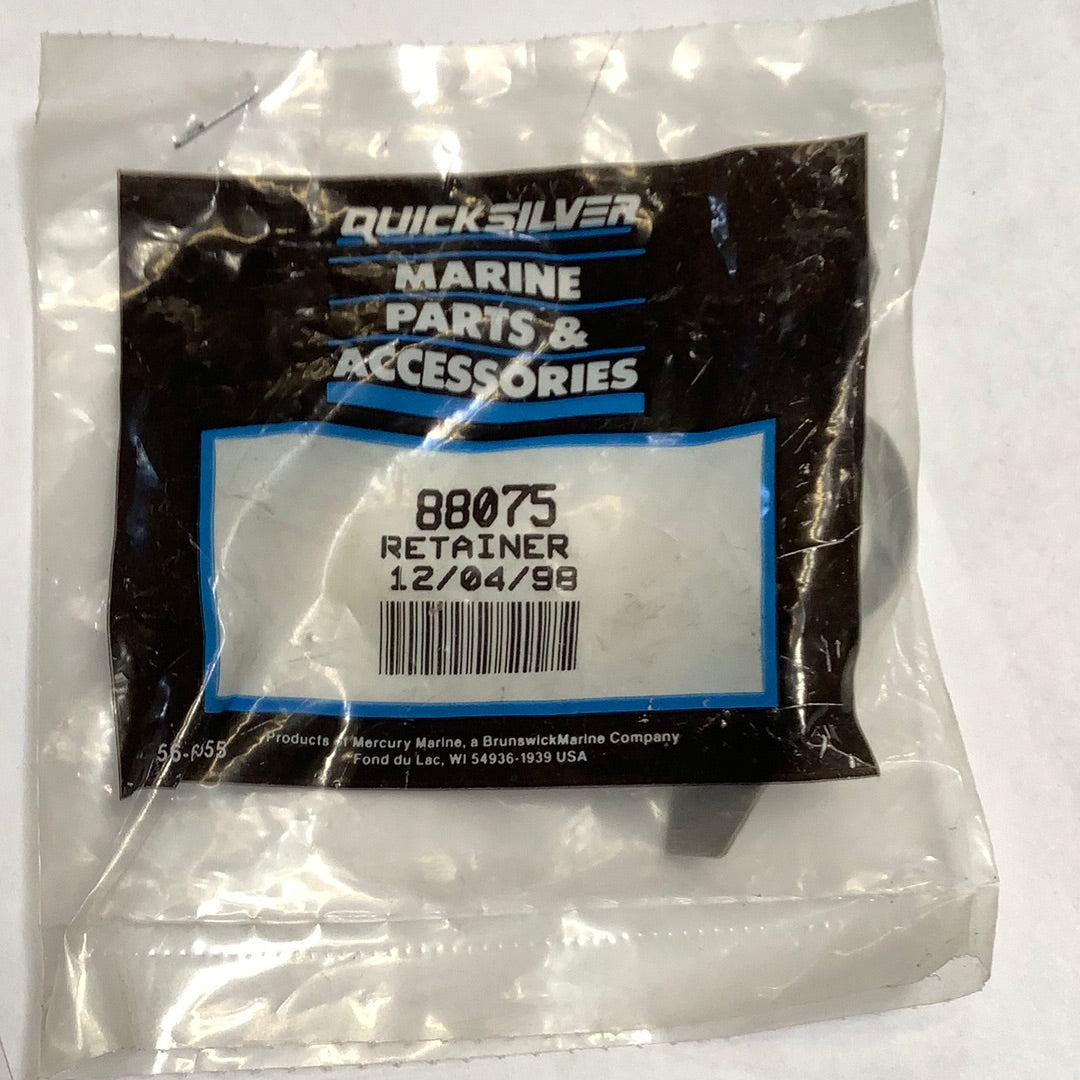 QUICKSILVER
MARINE
PARTS &
ACCESSORIES
88075
RETAINER
12/04/98
Products of Mercury Marine, a BrunswickMarine Company
Fond du Lac, WI 54936-1939 USA